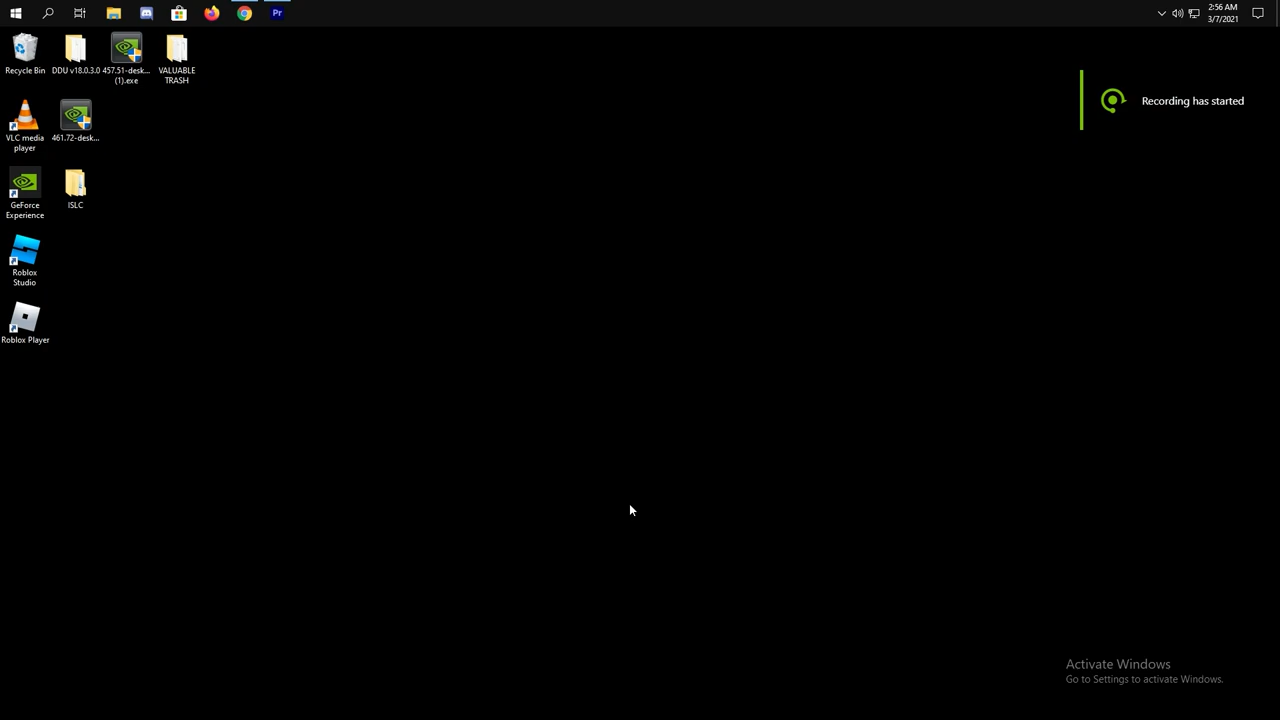 Pr
2:56 AM
3/7/2021
Recycle Bin
DDU v18.0.3.0
457.51-desk...
(1).exe
VALUABLE
TRASH
Recording has started
VLC media
player
461.72-desk...
GeForce
Experience
ISLC
Roblox
Studio
Roblox Player
Activate Windows
Go to Settings to activate Windows.